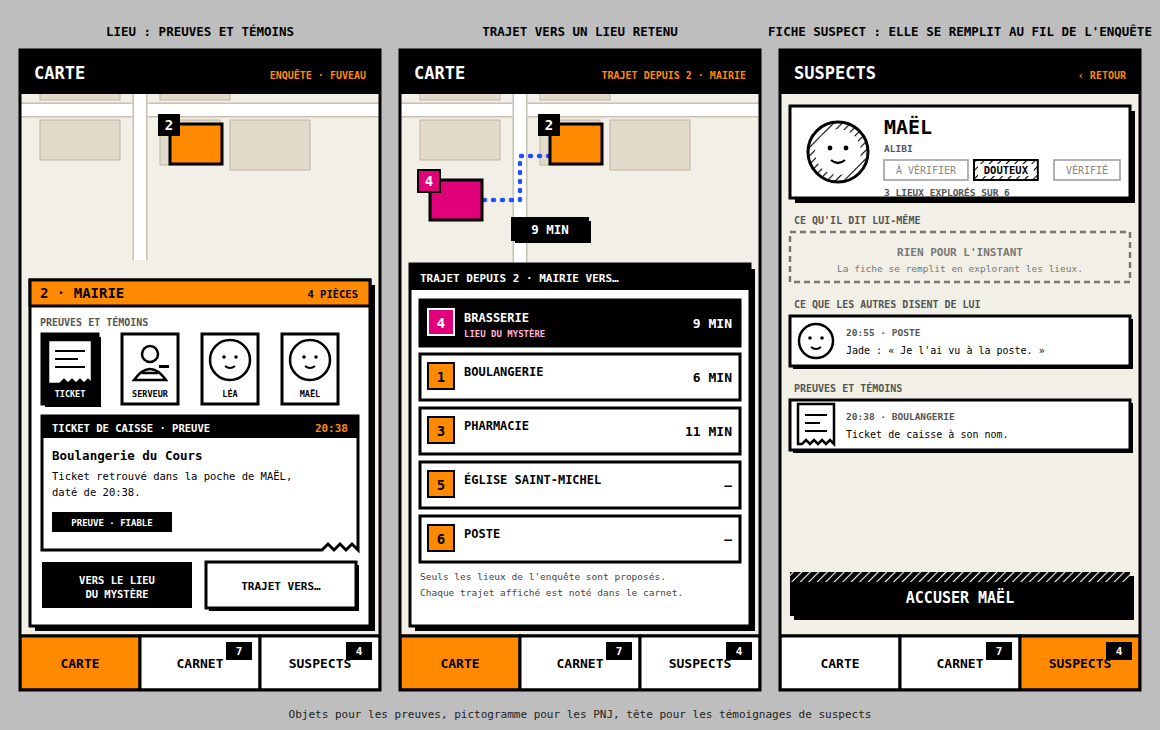 LIEU : PREUVES ET TÉMOINS
CARTE
ENQUÊTE · FUVEAU
2
2 · MAIRIE
4 PIÈCES
PREUVES ET TÉMOINS
TICKET
SERVEUR
LÉA
MAËL
TICKET DE CAISSE · PREUVE
20:38
Boulangerie du Cours
Ticket retrouvé dans la poche de MAËL,
daté de 20:38.
PREUVE · FIABLE
VERS LE LIEU
DU MYSTÈRE
TRAJET VERS…
CARTE
CARNET
7
SUSPECTS
4
TRAJET VERS UN LIEU RETENU
CARTE
TRAJET DEPUIS 2 · MAIRIE
2
4
9 MIN
TRAJET DEPUIS 2 · MAIRIE VERS…
4
BRASSERIE
LIEU DU MYSTÈRE
9 MIN
1
BOULANGERIE
6 MIN
3
PHARMACIE
11 MIN
5
ÉGLISE SAINT-MICHEL
–
6
POSTE
–
Seuls les lieux de l'enquête sont proposés.
Chaque trajet affiché est noté dans le carnet.
CARTE
CARNET
7
SUSPECTS
4
FICHE SUSPECT : ELLE SE REMPLIT AU FIL DE L'ENQUÊTE
SUSPECTS
‹ RETOUR
MAËL
ALIBI
À VÉRIFIER
DOUTEUX
VÉRIFIÉ
3 LIEUX EXPLORÉS SUR 6
CE QU'IL DIT LUI-MÊME
RIEN POUR L'INSTANT
La fiche se remplit en explorant les lieux.
CE QUE LES AUTRES DISENT DE LUI
20:55 · POSTE
Jade : « Je l'ai vu à la poste. »
PREUVES ET TÉMOINS
20:38 · BOULANGERIE
Ticket de caisse à son nom.
ACCUSER MAËL
CARTE
CARNET
7
SUSPECTS
4
Objets pour les preuves, pictogramme pour les PNJ, tête pour les témoignages de suspects